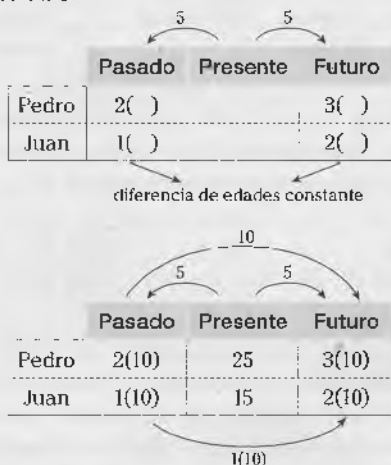 5 5
Pasado Presente Futuro
Pedro 2( ) 3( )
Juan 1( ) 2( )
diferencia de edades constante
10
5 5
Pasado Presente Futuro
Pedro 2(10) 25 3(10)
Juan 1(10) 15 2(10)
1(10)